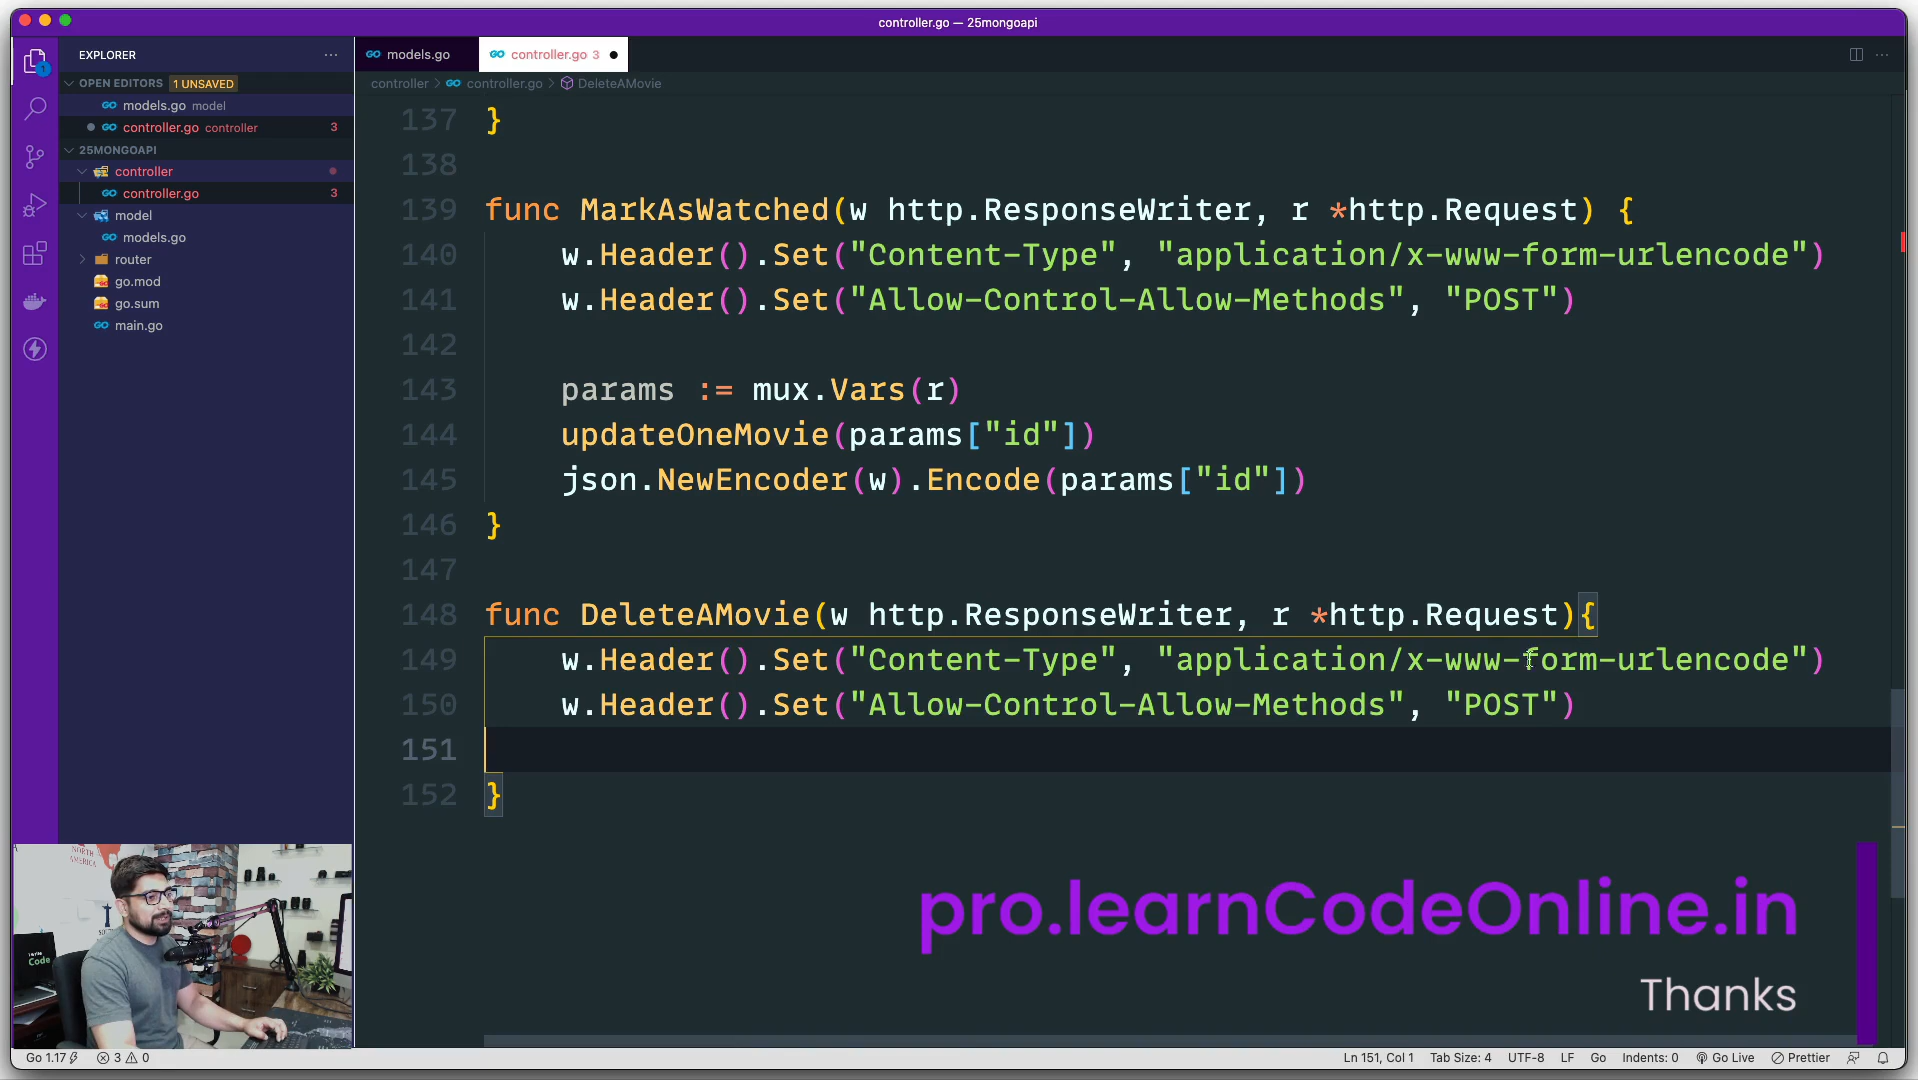 controller.go — 25mongoapi
EXPLORER
models.go
controller.go 3
OPEN EDITORS 1 UNSAVED
controller > controller.go > DeleteAMovie
models.go model
controller.go controller 3
25MONGOAPI
controller
controller.go 3
model
models.go
router
go.mod
go.sum
main.go
137 }
138
139 func MarkAsWatched(w http.ResponseWriter, r *http.Request) {
140 w.Header().Set("Content-Type", "application/x-www-form-urlencode")
141 w.Header().Set("Allow-Control-Allow-Methods", "POST")
142
143 params := mux.Vars(r)
144 updateOneMovie(params["id"])
145 json.NewEncoder(w).Encode(params["id"])
146 }
147
148 func DeleteAMovie(w http.ResponseWriter, r *http.Request){
149 w.Header().Set("Content-Type", "application/x-www-form-urlencode")
150 w.Header().Set("Allow-Control-Allow-Methods", "POST")
151
152 }
NORTH
AMERICA
Code
pro.learnCodeOnline.in
Thanks
Go 1.17 3 0 Ln 151, Col 1 Tab Size: 4 UTF-8 LF Go Indents: 0 Go Live Prettier